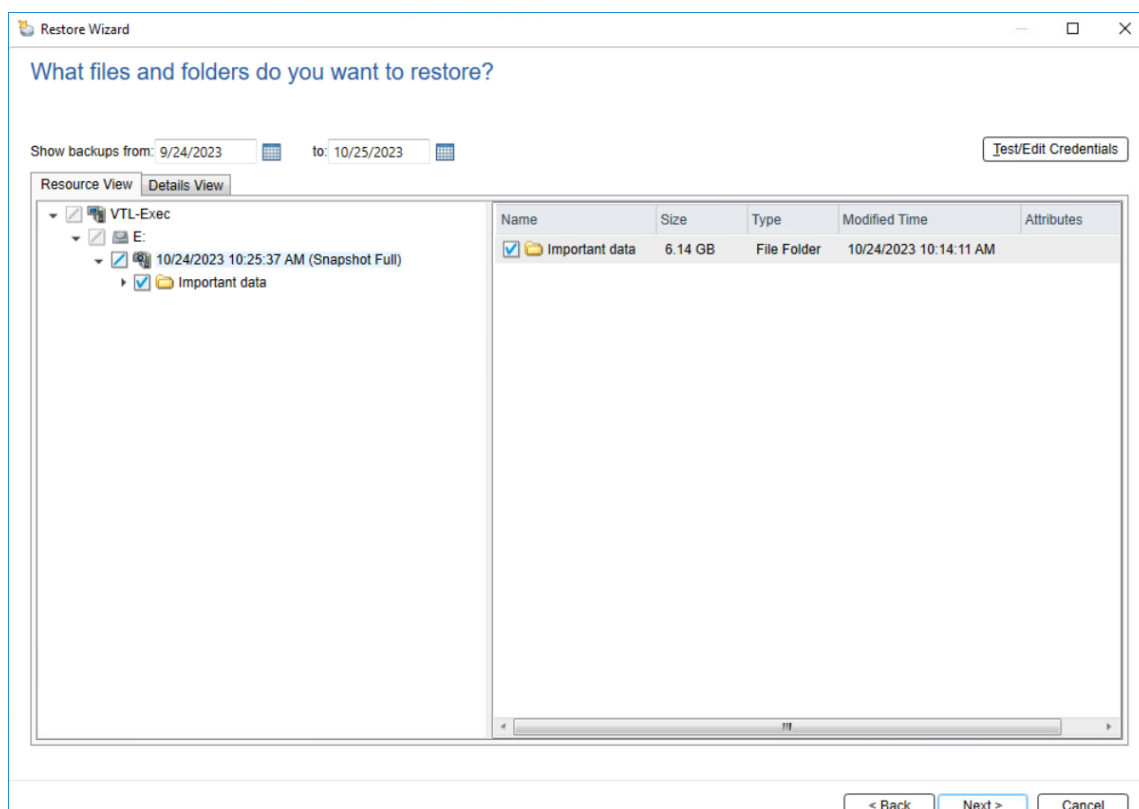 Restore Wizard
What files and folders do you want to restore?
Show backups from: 9/24/2023 to: 10/25/2023 Test/Edit Credentials
Resource View Details View
VTL-Exec
E:
10/24/2023 10:25:37 AM (Snapshot Full)
Important data
Name Size Type Modified Time Attributes
Important data 6.14 GB File Folder 10/24/2023 10:14:11 AM
< Back Next > Cancel